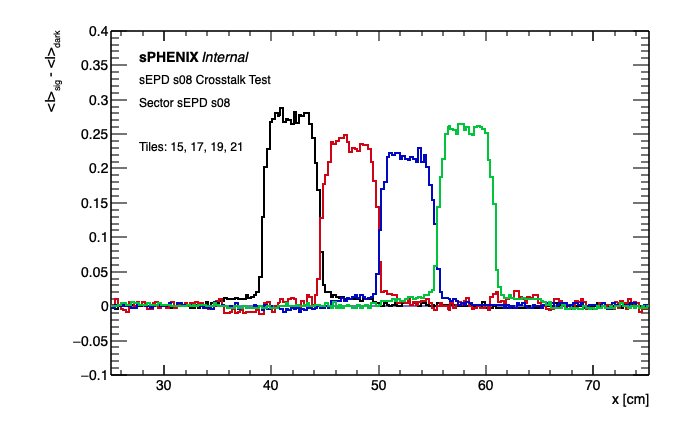 0.4
0.35
0.3
0.25
0.2
0.15
0.1
0.05
0
−0.05
−0.1
<I>sig - <I>dark
sPHENIX Internal
sEPD s08 Crosstalk Test
Sector sEPD s08
Tiles: 15, 17, 19, 21
30 40 50 60 70
x [cm]